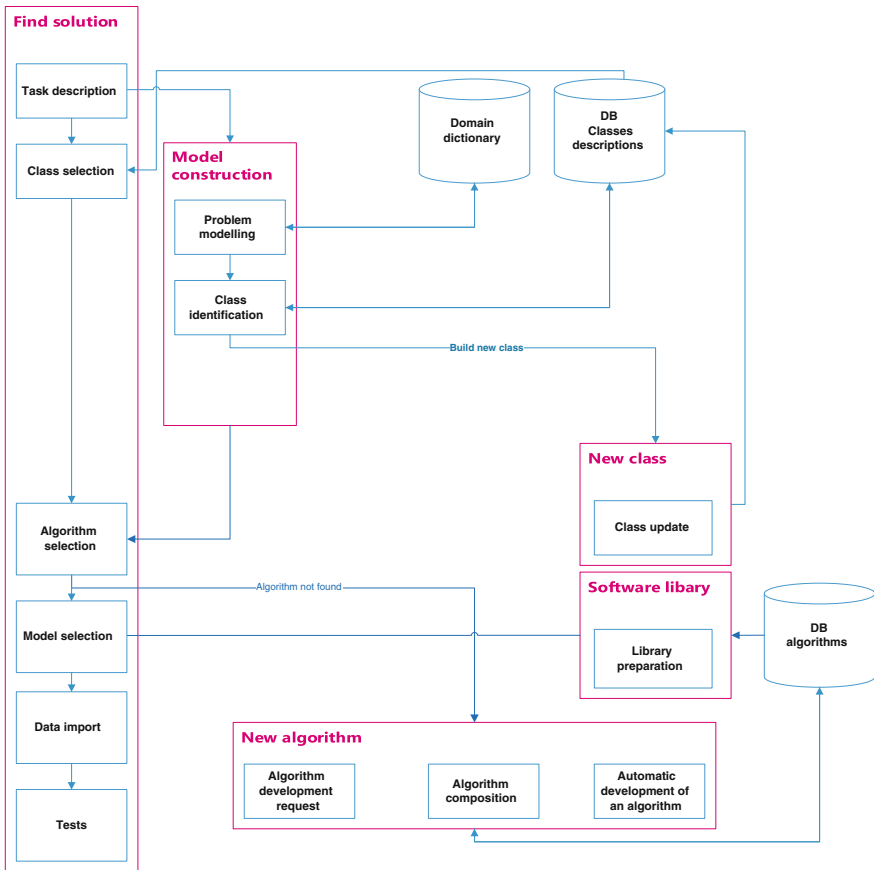 Find solution
Task description
Class selection
Algorithm
selection
Model selection
Data import
Tests
Model
construction
Problem
modelling
Class
identification
Domain
dictionary
DB
Classes
descriptions
Build new class
New class
Class update
Algorithm not found
Software libary
Library
preparation
DB
algorithms
New algorithm
Algorithm
development
request
Algorithm
composition
Automatic
development of
an algorithm